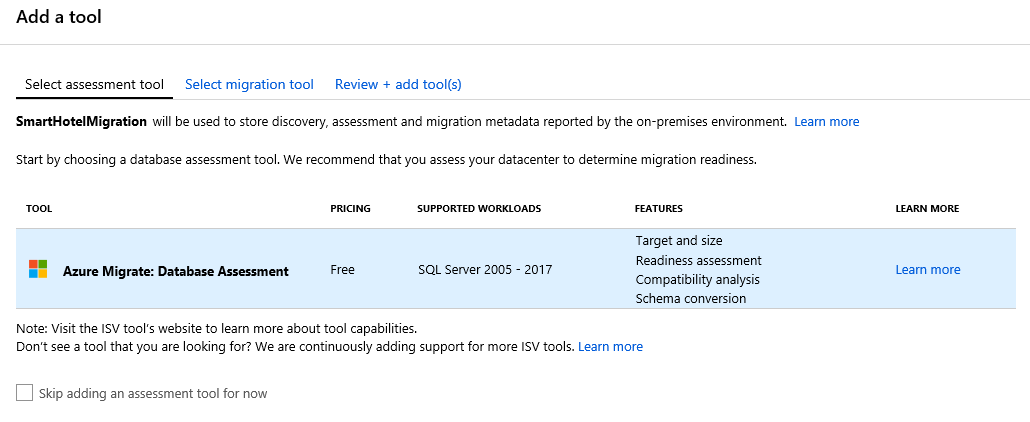 Add a tool
Select assessment tool Select migration tool Review + add tool(s)
SmartHotelMigration will be used to store discovery, assessment and migration metadata reported by the on-premises environment. Learn more
Start by choosing a database assessment tool. We recommend that you assess your datacenter to determine migration readiness.
TOOL PRICING SUPPORTED WORKLOADS FEATURES LEARN MORE
Azure Migrate: Database Assessment Free SQL Server 2005 - 2017 Target and size
Readiness assessment
Compatibility analysis
Schema conversion
Learn more
Note: Visit the ISV tool's website to learn more about tool capabilities.
Don't see a tool that you are looking for? We are continuously adding support for more ISV tools. Learn more
Skip adding an assessment tool for now